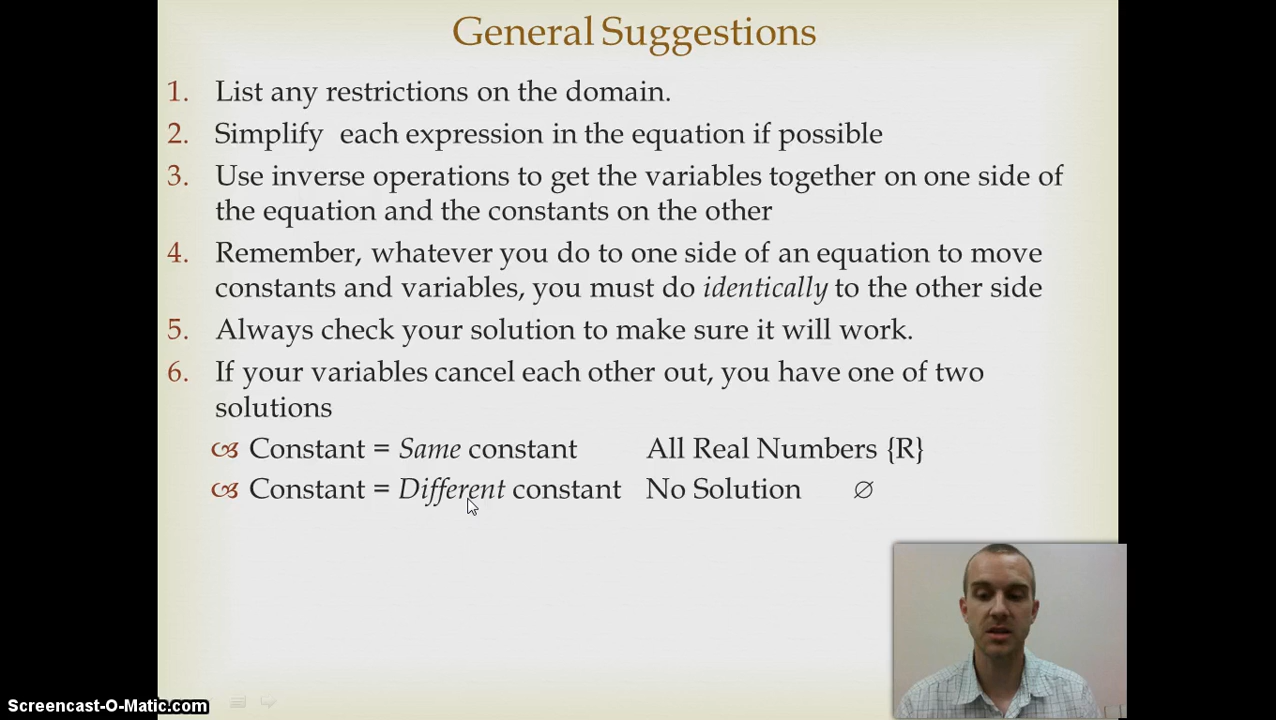 General Suggestions
1. List any restrictions on the domain.
2. Simplify each expression in the equation if possible
3. Use inverse operations to get the variables together on one side of
the equation and the constants on the other
4. Remember, whatever you do to one side of an equation to move
constants and variables, you must do identically to the other side
5. Always check your solution to make sure it will work.
6. If your variables cancel each other out, you have one of two
solutions
Constant = Same constant All Real Numbers {R}
Constant = Different constant No Solution ∅
Screencast-O-Matic.com